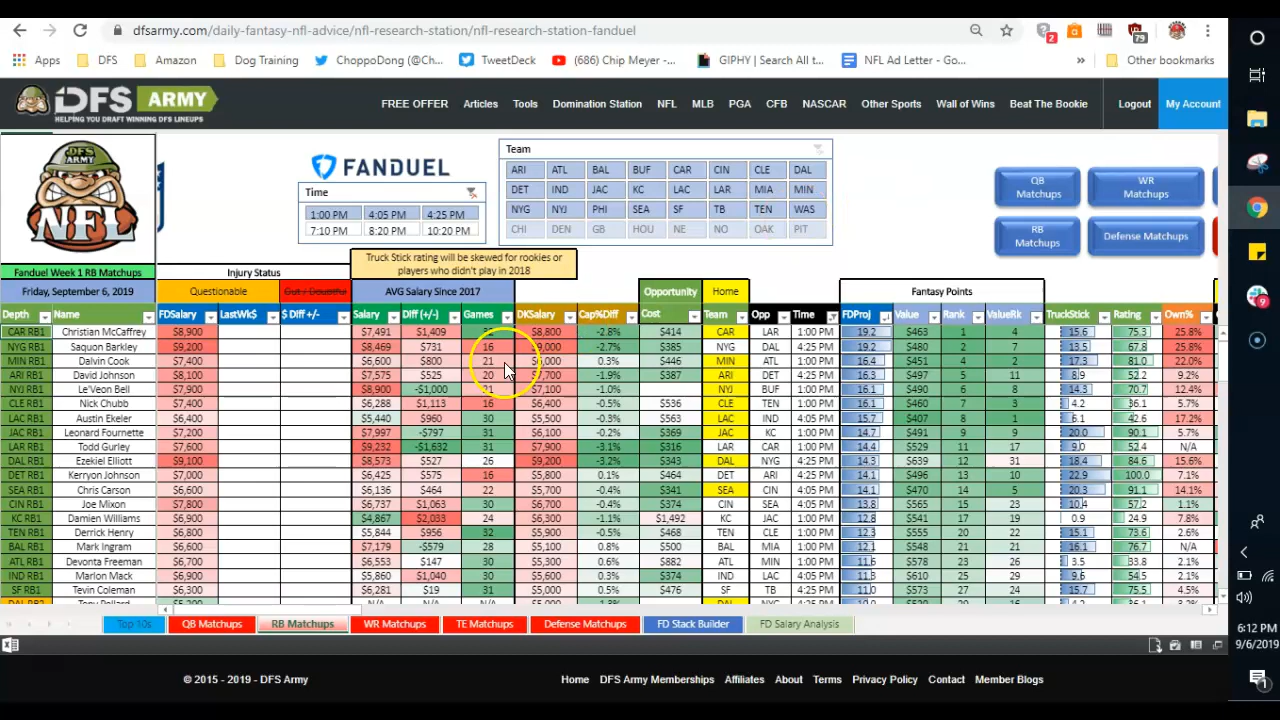 dfsarmy.com/daily-fantasy-nfl-advice/nfl-research-station/nfl-research-station-fanduel
2
79
Apps DFS Amazon Dog Training ChoppoDong (@Ch... TweetDeck (686) Chip Meyer -... GIPHY | Search All t... NFL Ad Letter - Go... » Other bookmarks
DFS ARMY
HELPING YOU DRAFT WINNING DFS LINEUPS
FREE OFFER Articles Tools Domination Station NFL MLB PGA CFB NASCAR Other Sports Wall of Wins Beat The Bookie Logout My Account
NFL
FANDUEL
Time
1:00 PM 4:05 PM 4:25 PM
7:10 PM 8:20 PM 10:20 PM
Team
ARI ATL BAL BUF CAR CIN CLE DAL
DET IND JAC KC LAC LAR MIA MIN
NYG NYJ PHI SEA SF TB TEN WAS
CHI DEN GB HOU NE NO OAK PIT
QB Matchups
WR Matchups
RB Matchups
Defense Matchups
Truck Stick rating will be skewed for rookies or
players who didn't play in 2018
Fanduel Week 1 RB Matchups Injury Status
Friday, September 6, 2019 Questionable Out / Doubtful AVG Salary Since 2017 Opportunity Home Fantasy Points
Depth Name FDSalary LastWk$ $ Diff +/- Salary Diff (+/-) Games DKSalary Cap%Diff Cost Team Opp Time FDProj Value Rank ValueRk TruckStick Rating Own%
CAR RB1 Christian McCaffrey $8,900 $7,491 $1,409 $8,800 -2.8% $414 CAR LAR 1:00 PM 19.2 $463 1 4 15.6 75.3 25.8%
NYG RB1 Saquon Barkley $9,200 $8,469 $731 16 $9,000 -2.7% $385 NYG DAL 4:25 PM 19.2 $480 2 7 13.5 67.8 25.8%
MIN RB1 Dalvin Cook $7,400 $6,600 $800 21 $6,000 0.3% $446 MIN ATL 1:00 PM 16.4 $451 4 2 17.3 81.0 22.0%
ARI RB1 David Johnson $8,100 $7,575 $525 20 $7,700 -1.9% $387 ARI DET 4:25 PM 16.3 $497 5 11 8.9 52.2 9.2%
NYJ RB1 Le'Veon Bell $7,900 $8,900 -$1,000 21 $7,100 -1.0% NYJ BUF 1:00 PM 16.1 $490 6 8 14.3 70.7 12.4%
CLE RB1 Nick Chubb $7,400 $6,288 $1,113 16 $6,400 -0.5% $536 CLE TEN 1:00 PM 16.1 $460 7 3 4.2 36.1 5.7%
LAC RB1 Austin Ekeler $6,400 $5,440 $960 30 $5,500 -0.3% $563 LAC IND 4:05 PM 15.7 $407 8 1 6.1 42.6 17.2%
JAC RB1 Leonard Fournette $7,200 $7,997 -$797 31 $6,100 -0.2% $369 JAC KC 1:00 PM 14.7 $491 9 9 20.0 90.1 5.7%
LAR RB1 Todd Gurley $7,600 $9,232 -$1,632 31 $7,900 -3.1% $316 LAR CAR 1:00 PM 14.4 $529 11 17 9.0 52.4 N/A
DAL RB1 Ezekiel Elliott $9,100 $8,573 $527 26 $9,200 -3.2% $343 DAL NYG 4:25 PM 14.3 $639 12 31 18.4 84.6 15.6%
DET RB1 Kerryon Johnson $7,000 $6,425 $575 16 $5,800 0.1% $464 DET ARI 4:25 PM 14.1 $496 13 10 22.9 100.0 6.2%
SEA RB1 Chris Carson $6,600 $6,136 $464 22 $5,700 -0.4% $341 SEA CIN 4:05 PM 14.1 $470 14 5 20.3 91.1 14.1%
CIN RB1 Joe Mixon $7,800 $6,737 $1,063 $6,700 -0.4% $565 CIN SEA 4:05 PM 13.8 $565 15 23 10.4 57.2 1.1%
KC RB1 Damien Williams $6,900 $4,867 $2,033 24 $6,300 -1.1% $1,492 KC JAC 1:00 PM 12.8 $541 17 19 0.9 24.9 7.8%
TEN RB1 Derrick Henry $6,800 $5,844 $956 32 $5,900 -0.5% $468 TEN CLE 1:00 PM 12.3 $555 20 22 15.1 73.6 2.6%
BAL RB1 Mark Ingram $6,600 $7,179 -$579 28 $5,100 0.8% $500 BAL MIA 1:00 PM 12.1 $548 21 21 16.1 76.7 N/A
ATL RB1 Devonta Freeman $6,700 $6,553 $147 30 0.6% $882 ATL MIN 1:00 PM 11.6 $578 23 26 3.5 33.8 2.1%
IND RB1 Marlon Mack $6,900 $5,860 $1,040 30 $5,600 0.3% $374 IND LAC 4:05 PM 11.3 $610 25 29 9.6 54.5 2.1%
SF RB1 Tevin Coleman $6,300 $6,281 $19 31 $5,000 0.5% $476 SF TB 4:25 PM 11.0 $573 27 24 15.7 75.5 4.5%
Top 10s QB Matchups RB Matchups WR Matchups TE Matchups Defense Matchups FD Stack Builder FD Salary Analysis
© 2015 - 2019 - DFS Army Home DFS Army Memberships Affiliates About Terms Privacy Policy Contact Member Blogs
9
6:12 PM
9/6/2019
1